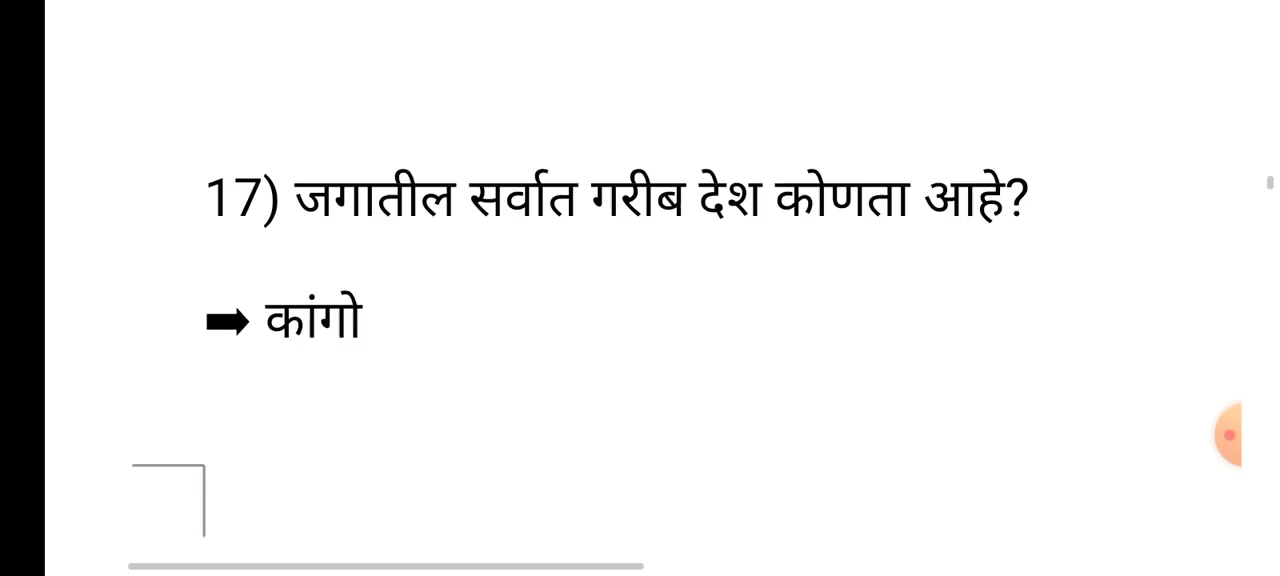 17) जगातील सर्वात गरीब देश कोणता आहे?
➡ कांगो